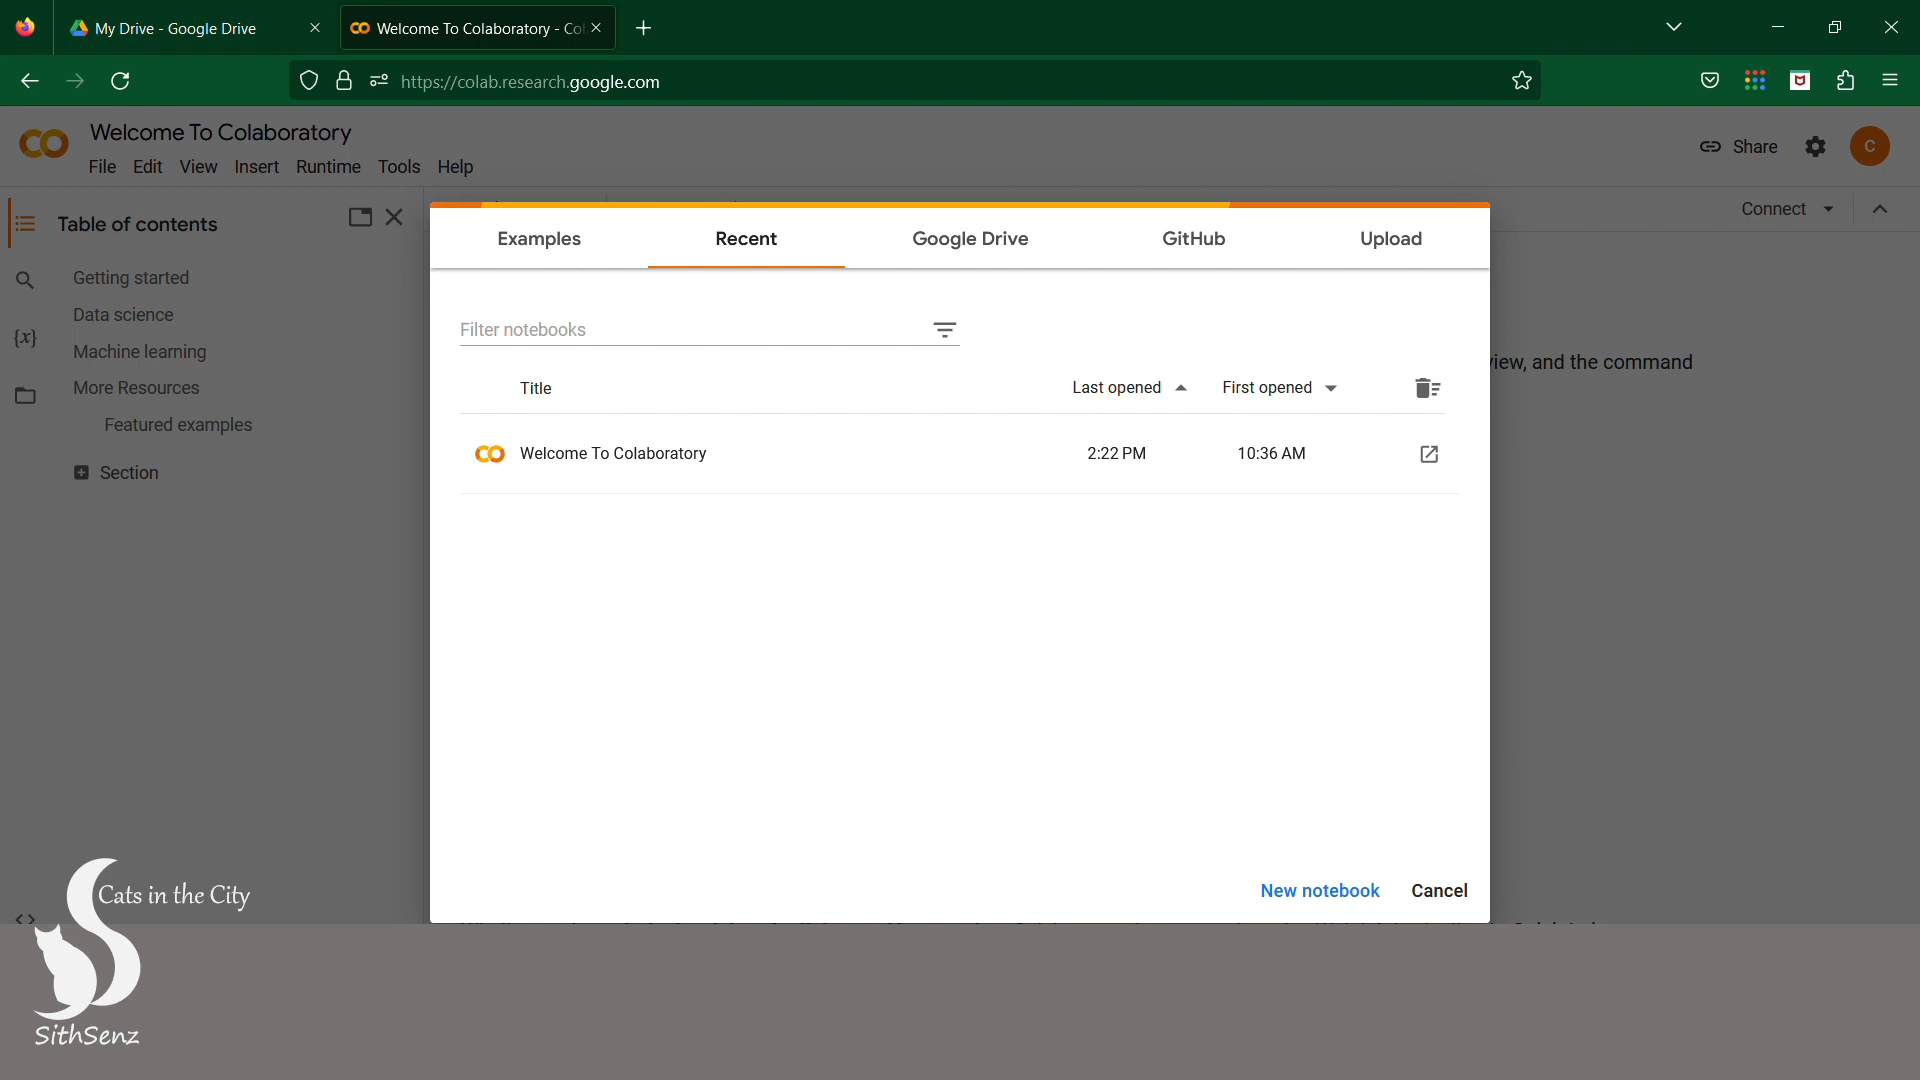 My Drive - Google Drive
Welcome To Colaboratory - Col
https://colab.research.google.com
Welcome To Colaboratory
File Edit View Insert Runtime Tools Help
Share
C
Table of contents
Connect
Examples
Recent
Google Drive
GitHub
Upload
Getting started
Data science
Machine learning
More Resources
Featured examples
Section
{x}
Filter notebooks
view, and the command
Title
Last opened
First opened
Welcome To Colaboratory
2:22 PM
10:36 AM
New notebook
Cancel
Cats in the City
SithSenz